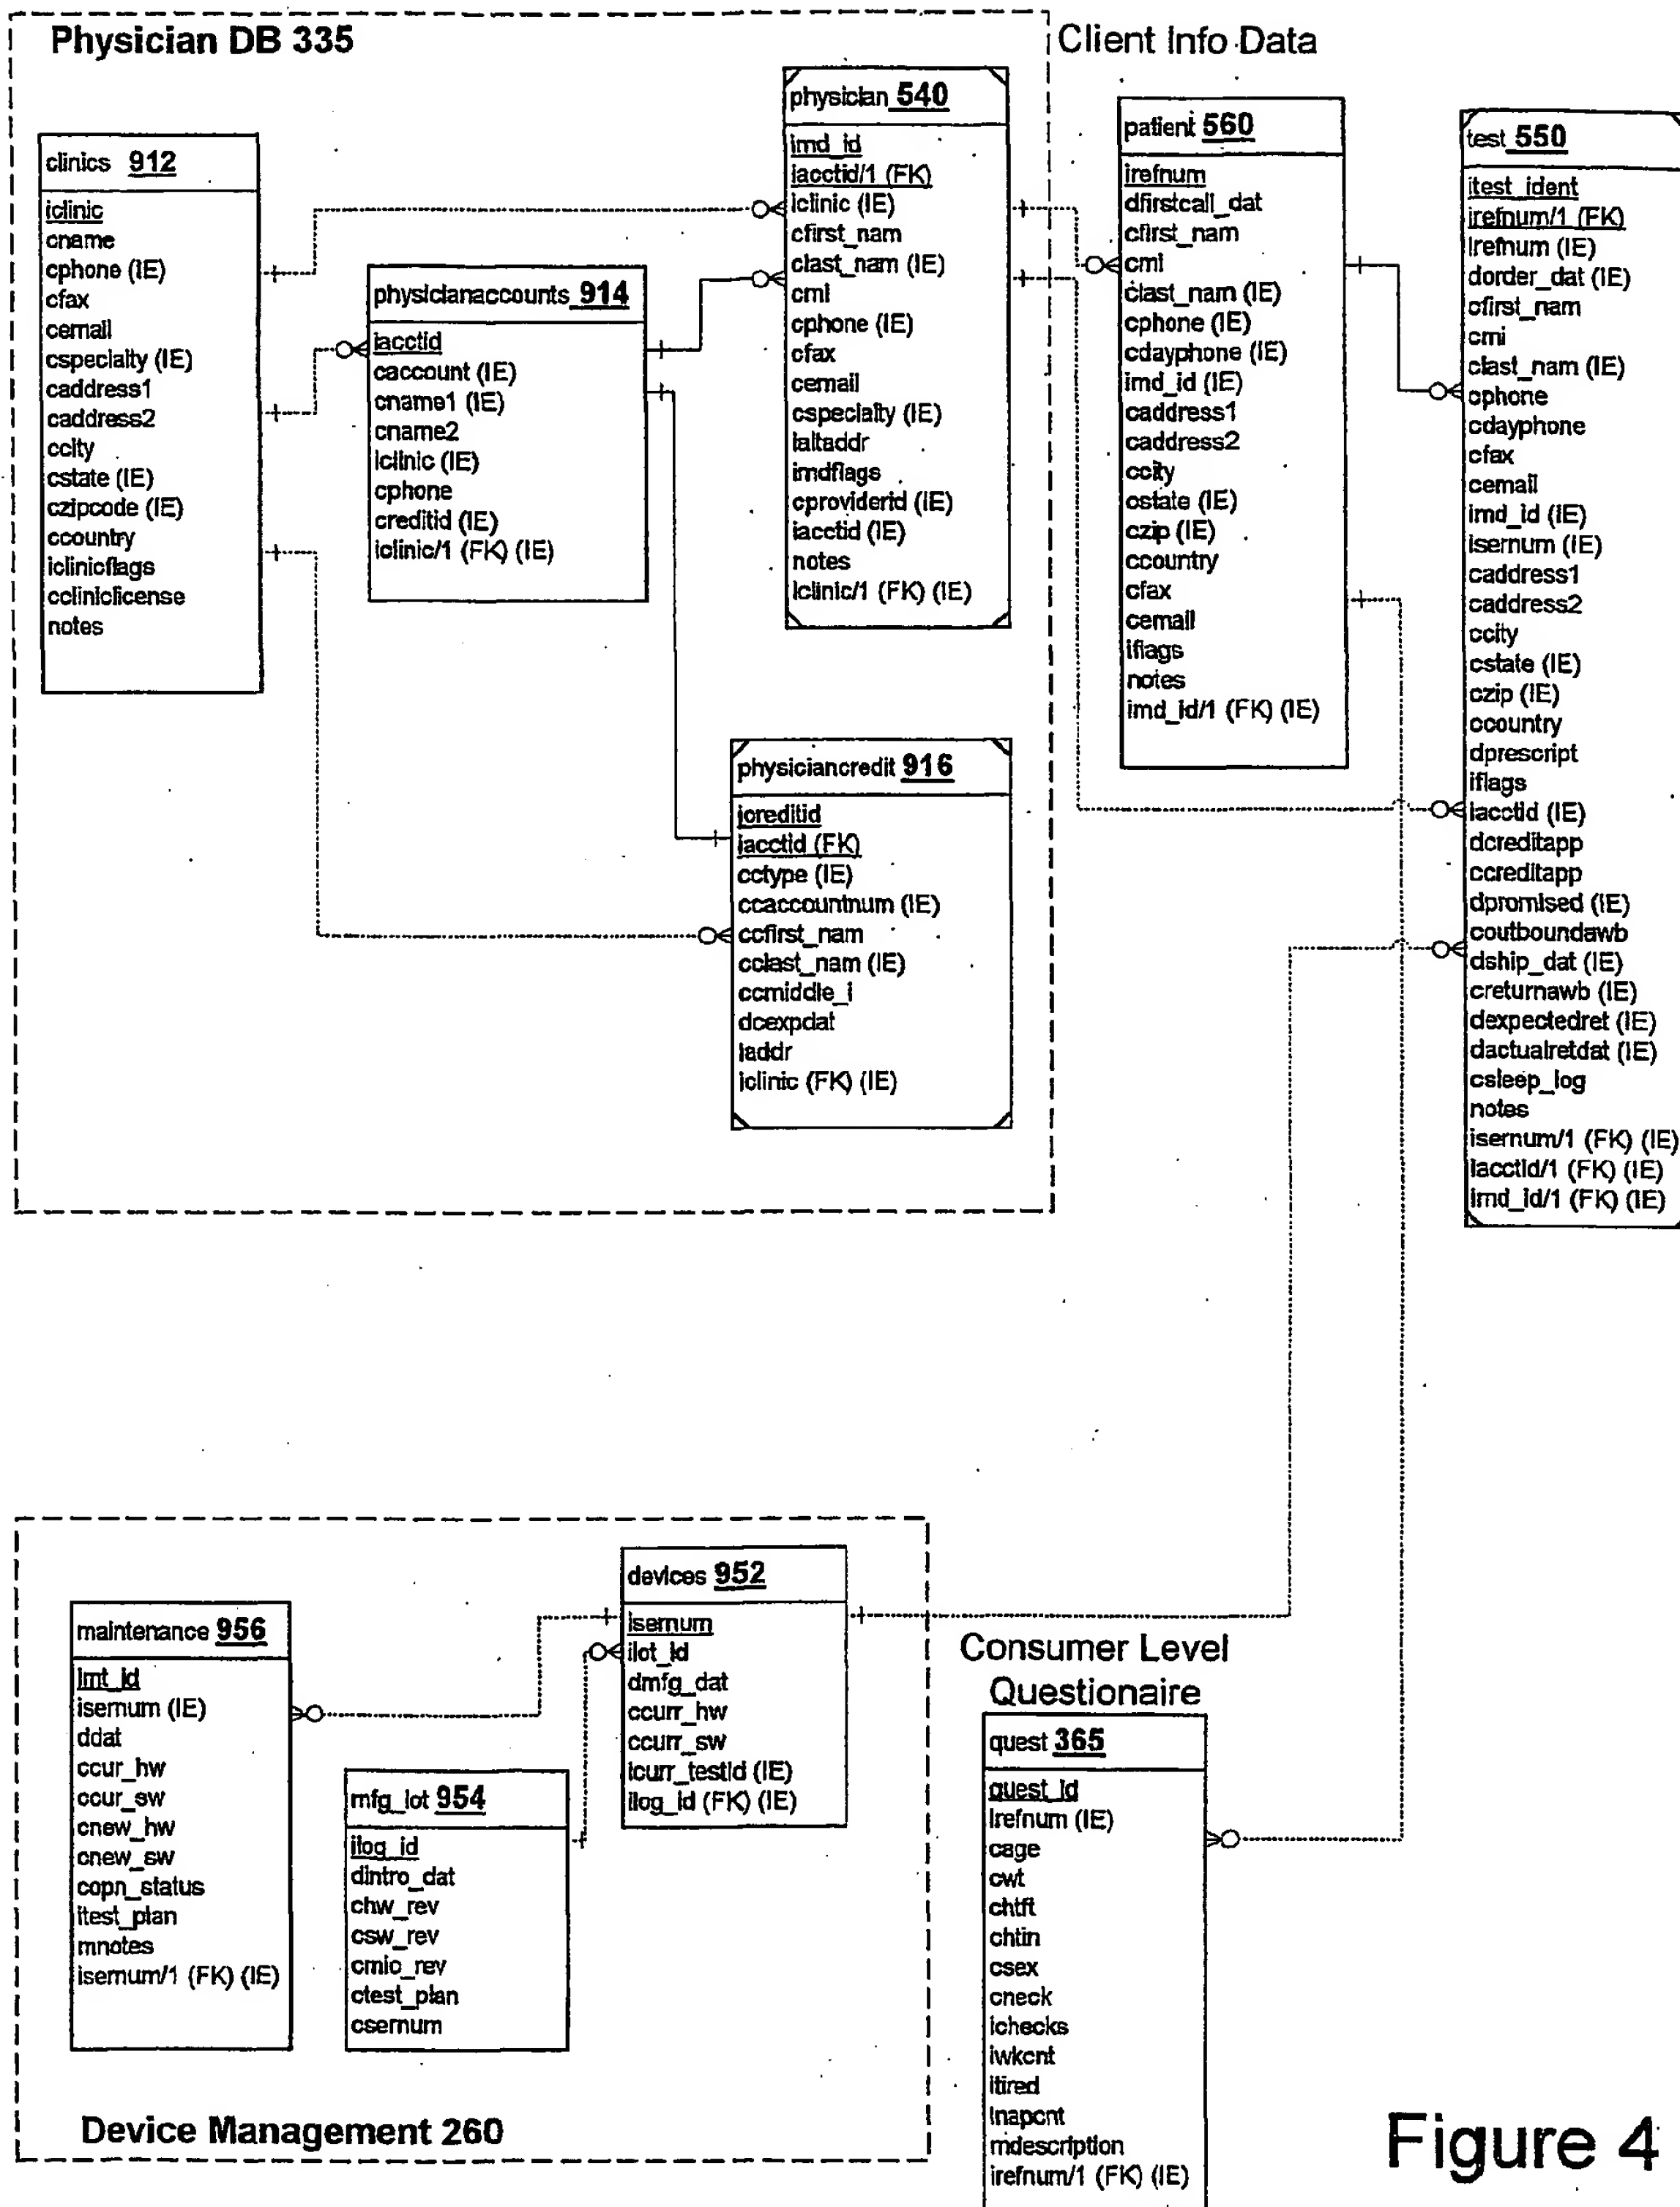 Physician DB 335
Client Info Data
clinics 912
iclinic
cname
cphone (IE)
cfax
cemail
cspecialty (IE)
caddress1
caddress2
ccity
cstate (IE)
czipcode (IE)
ccountry
iclinicflags
ccliniclicense
notes
physicianaccounts 914
iacctid
caccount (IE)
cname1 (IE)
cname2
iclinic (IE)
cphone
creditid (IE)
iclinic/1 (FK) (IE)
physician 540
imd_id
iacctid/1 (FK)
iclinic (IE)
cfirst_nam
clast_nam (IE)
cmi
cphone (IE)
cfax
cemail
cspecialty (IE)
ialtaddr
imdflags
cproviderid (IE)
iacctid (IE)
notes
iclinic/1 (FK) (IE)
physiciancredit 916
icreditid
iacctid (FK)
cctype (IE)
ccaccountnum (IE)
ccfirst_nam
cclast_nam (IE)
ccmiddle_i
dcexpdat
iaddr
iclinic (FK) (IE)
patient 560
irefnum
dfirstcall_dat
cfirst_nam
cmi
clast_nam (IE)
cphone (IE)
cdayphone (IE)
imd_id (IE)
caddress1
caddress2
ccity
cstate (IE)
czip (IE)
ccountry
cfax
cemail
iflags
notes
imd_id/1 (FK) (IE)
test 550
itest_ident
irefnum/1 (FK)
irefnum (IE)
dorder_dat (IE)
cfirst_nam
cmi
clast_nam (IE)
cphone
cdayphone
cfax
cemail
imd_id (IE)
isernum (IE)
caddress1
caddress2
ccity
cstate (IE)
czip (IE)
ccountry
dprescript
iflags
iacctid (IE)
dcreditapp
ccreditapp
dpromised (IE)
coutboundawb
dship_dat (IE)
creturnawb (IE)
dexpectedret (IE)
dactualretdat (IE)
csleep_log
notes
isernum/1 (FK) (IE)
iacctid/1 (FK) (IE)
imd_id/1 (FK) (IE)
maintenance 956
imt_id
isernum (IE)
ddat
ccur_hw
ccur_sw
cnew_hw
cnew_sw
copn_status
itest_plan
mnotes
isernum/1 (FK) (IE)
mfg_lot 954
ilog_id
dintro_dat
chw_rev
csw_rev
cmic_rev
ctest_plan
csernum
devices 952
isernum
ilot_id
dmfg_dat
ccurr_hw
ccurr_sw
icurr_testid (IE)
ilog_id (FK) (IE)
Device Management 260
Consumer Level
Questionaire
quest 365
quest_id
irefnum (IE)
cage
cwt
chtft
chtin
csex
cneck
ichecks
iwkcnt
itired
inapcnt
mdescription
irefnum/1 (FK) (IE)
Figure 4